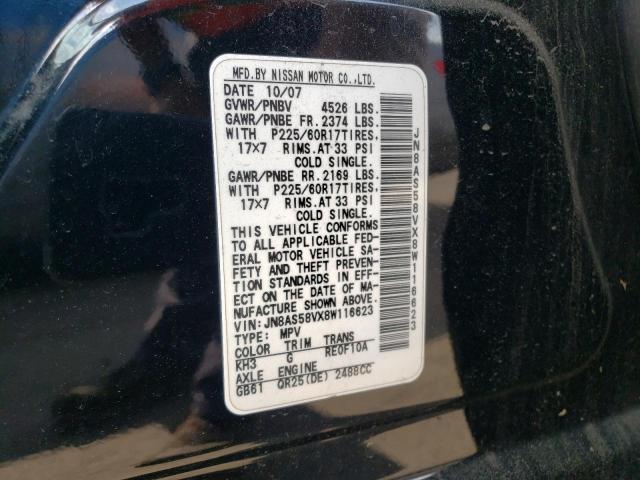 MFD.BY NISSAN MOTOR CO.,LTD.
DATE 10/07
GVWR/PNBV 4526 LBS.
GAWR/PNBE FR. 2374 LBS.
WITH P225/60R17TIRES,
17×7 RIMS.AT 33 PSI
COLD SINGLE.
GAWR/PNBE RR. 2169 LBS.
WITH P225/60R17TIRES,
17×7 RIMS.AT 33 PSI
COLD SINGLE.
THIS VEHICLE CONFORMS
TO ALL APPLICABLE FED-
ERAL MOTOR VEHICLE SA-
FETY AND THEFT PREVEN-
TION STANDARDS IN EFF-
ECT ON THE DATE OF MA-
NUFACTURE SHOWN ABOVE.
VIN:JN8AS58VX8W116623
TYPE: MPV
COLOR TRIM TRANS
KH3 G RE0F10A
AXLE ENGINE
GB61 QR25(DE) 2488CC
JN8AS58VX8W116623